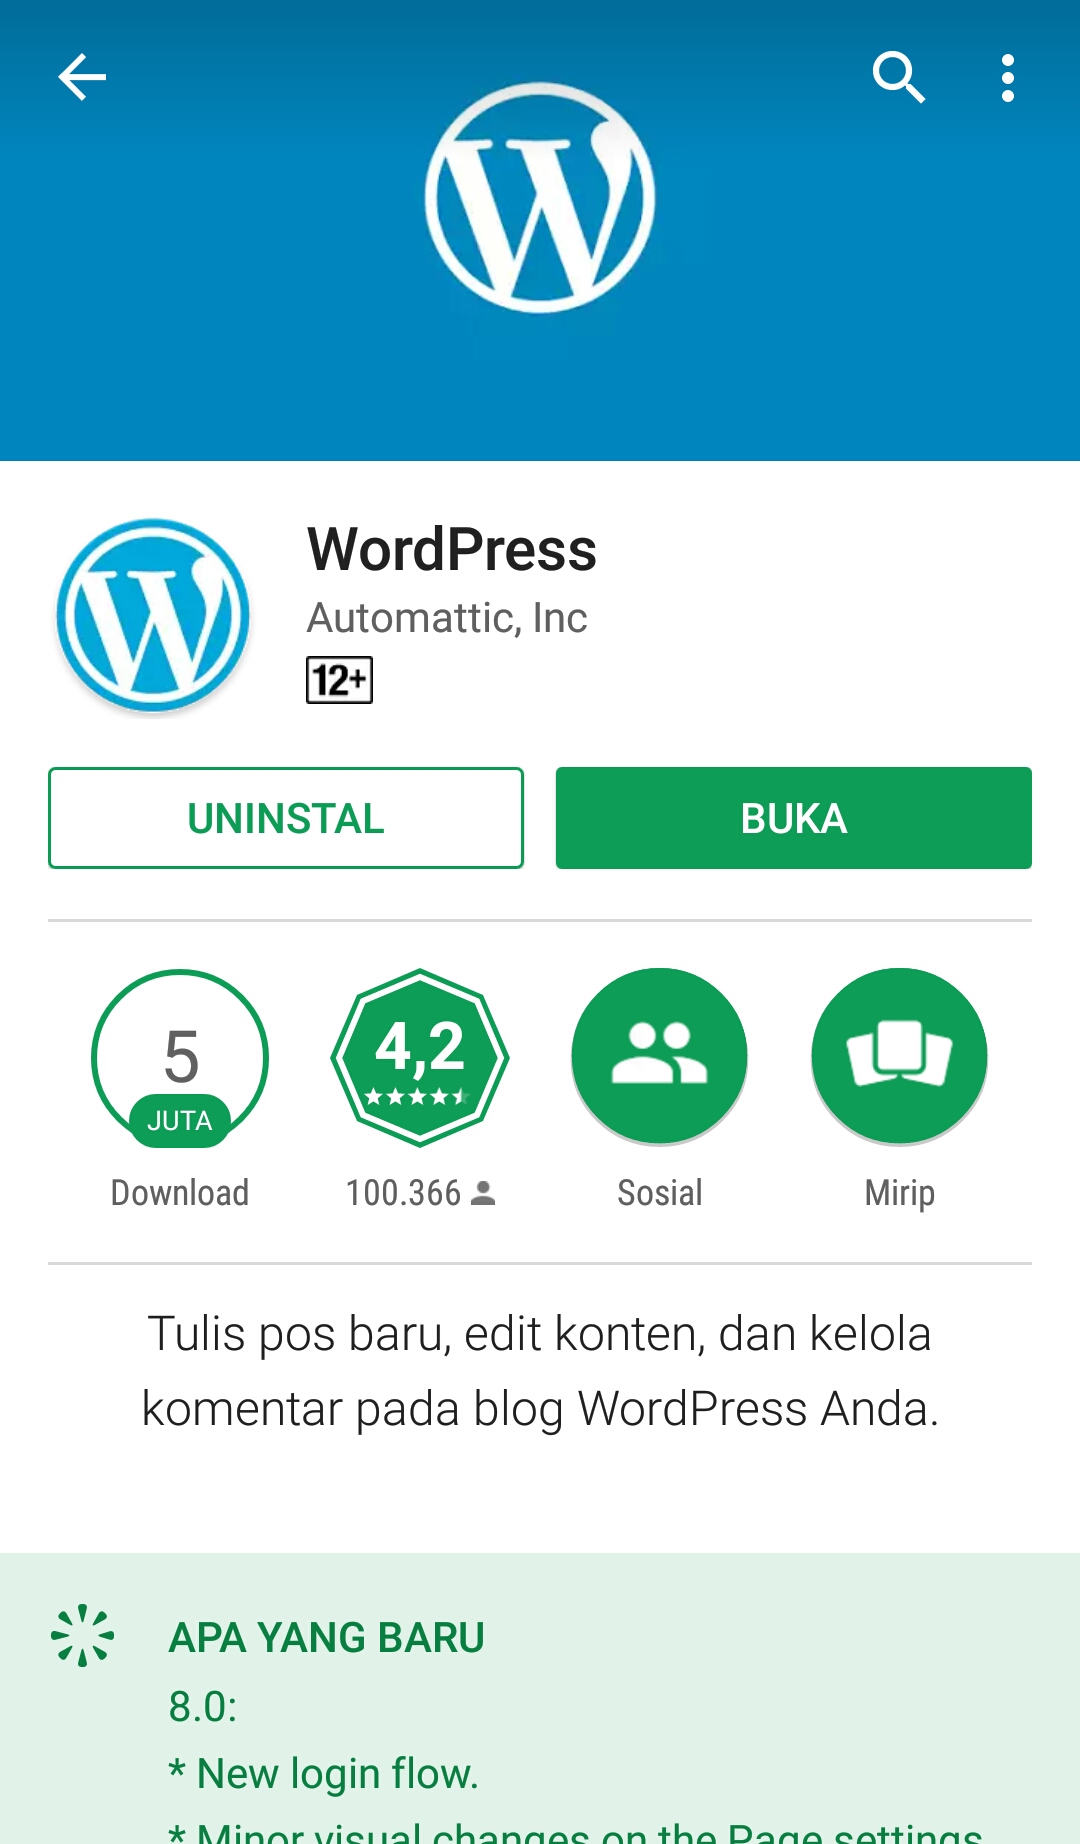 WordPress
Automattic, Inc
12+
UNINSTAL
BUKA
5
JUTA
Download
4,2
100.366
Sosial
Mirip
Tulis pos baru, edit konten, dan kelola
komentar pada blog WordPress Anda.
APA YANG BARU
8.0:
* New login flow.
* Minor visual changes on the Page settings